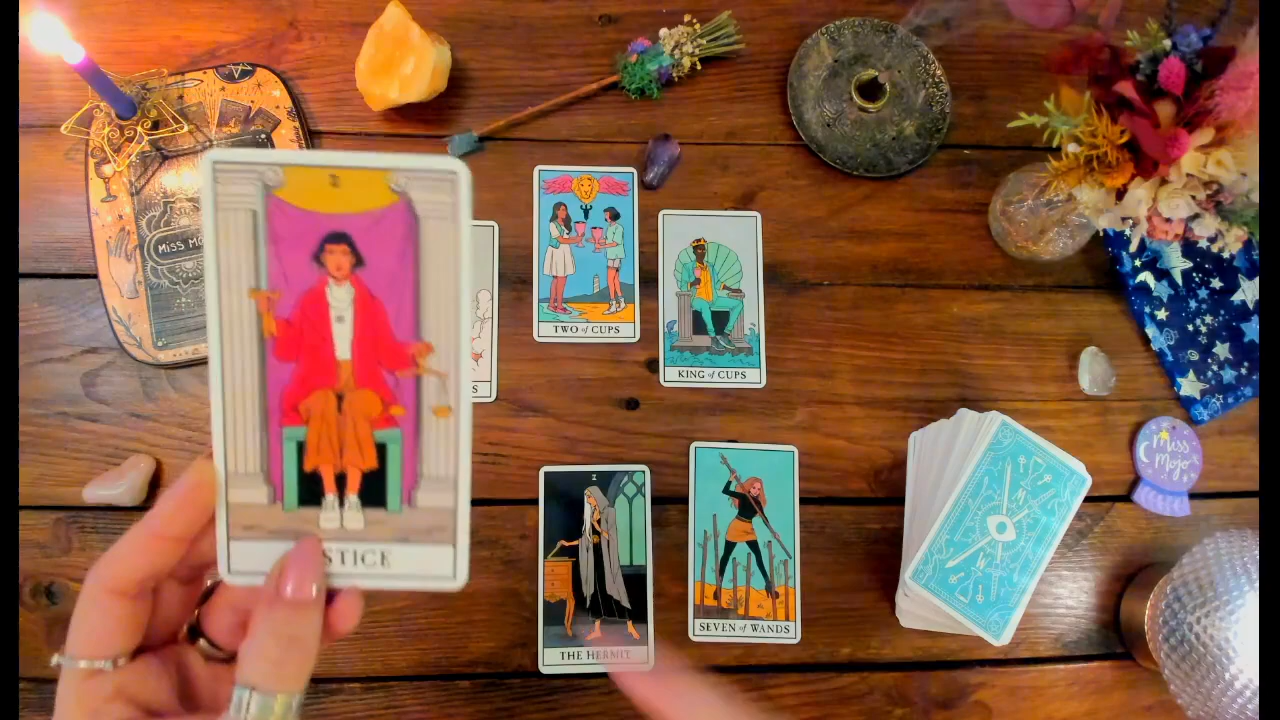 Miss Mo
TWO of CUPS
KING of CUPS
S
STICE
THE HERMIT
I
SEVEN of WANDS
Miss
Mojo